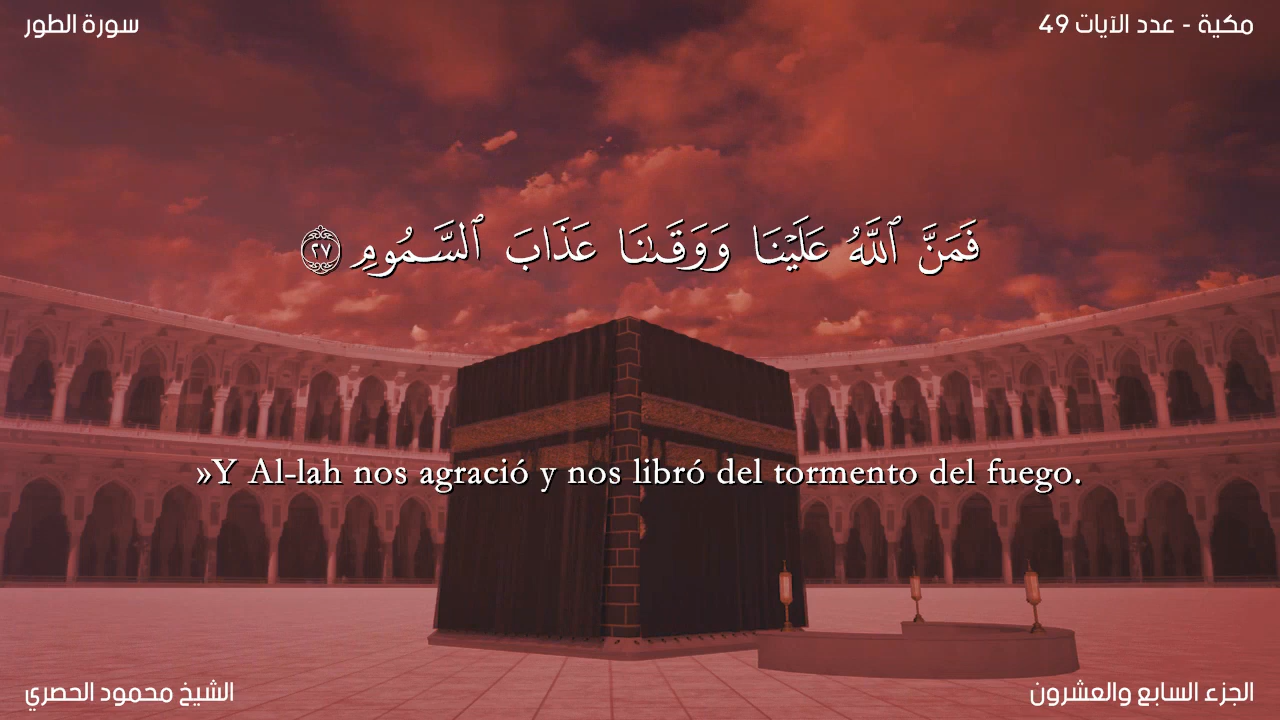 سورة الطور
مكية - عدد الآيات 49
فَمَنَّ ٱللَّهُ عَلَيْنَا وَوَقَىٰنَا عَذَابَ ٱلسَّمُومِ ٢٧
»Y Al-lah nos agració y nos libró del tormento del fuego.
الشيخ محمود الحصري
الجزء السابع والعشرون